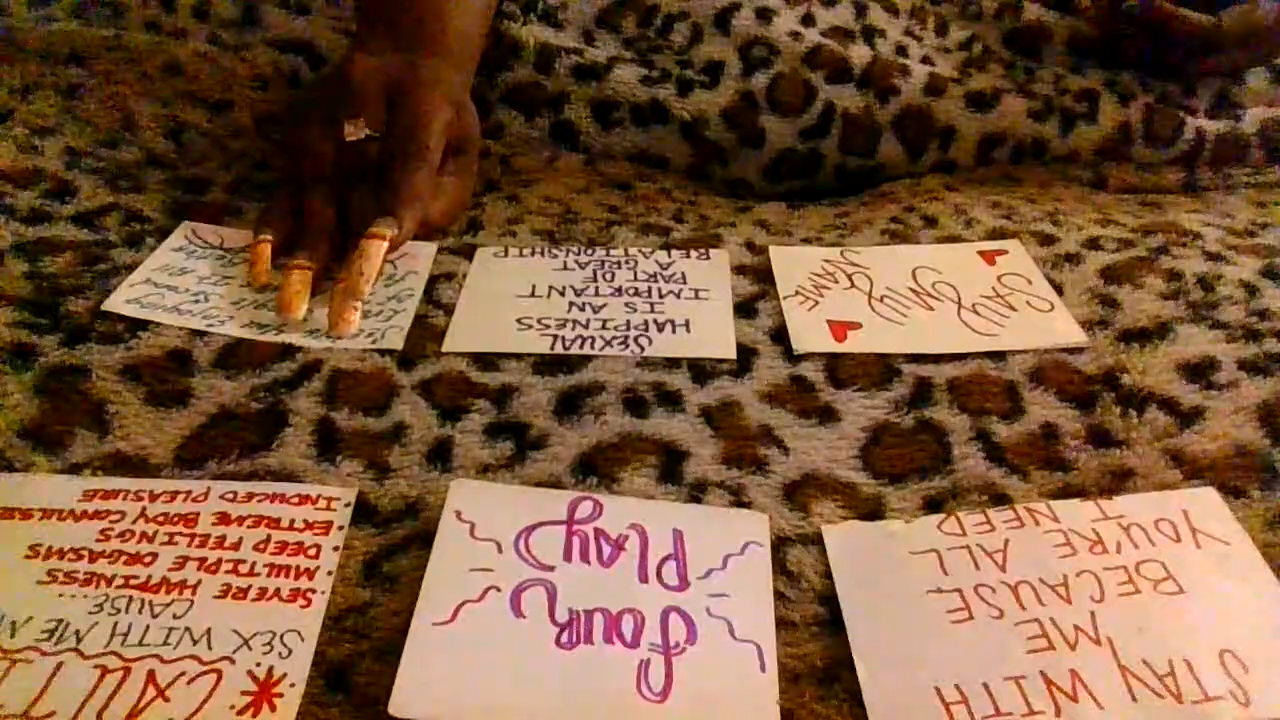 SAY
MY
NAME
SEXUAL
HAPPINESS
IS AN
IMPORTANT
PART OF
A GREAT
RELATIONSHIP
STAY WITH
ME
BECAUSE
YOU'RE ALL
I NEED
Four
PLAY
CAUTI
SEX WITH ME M
CAUSE...
• SEVERE HAPPINESS
• MULTIPLE ORGASMS
• DEEP FEELINGS
• EXTREME BODY CONVULSE
• INDUCED PLEASURE